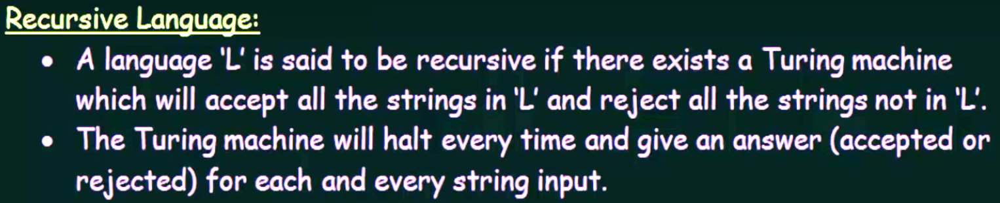 Recursive Language:
• A language ‘L’ is said to be recursive if there exists a Turing machine
which will accept all the strings in ‘L’ and reject all the strings not in ‘L’.
• The Turing machine will halt every time and give an answer (accepted or
rejected) for each and every string input.